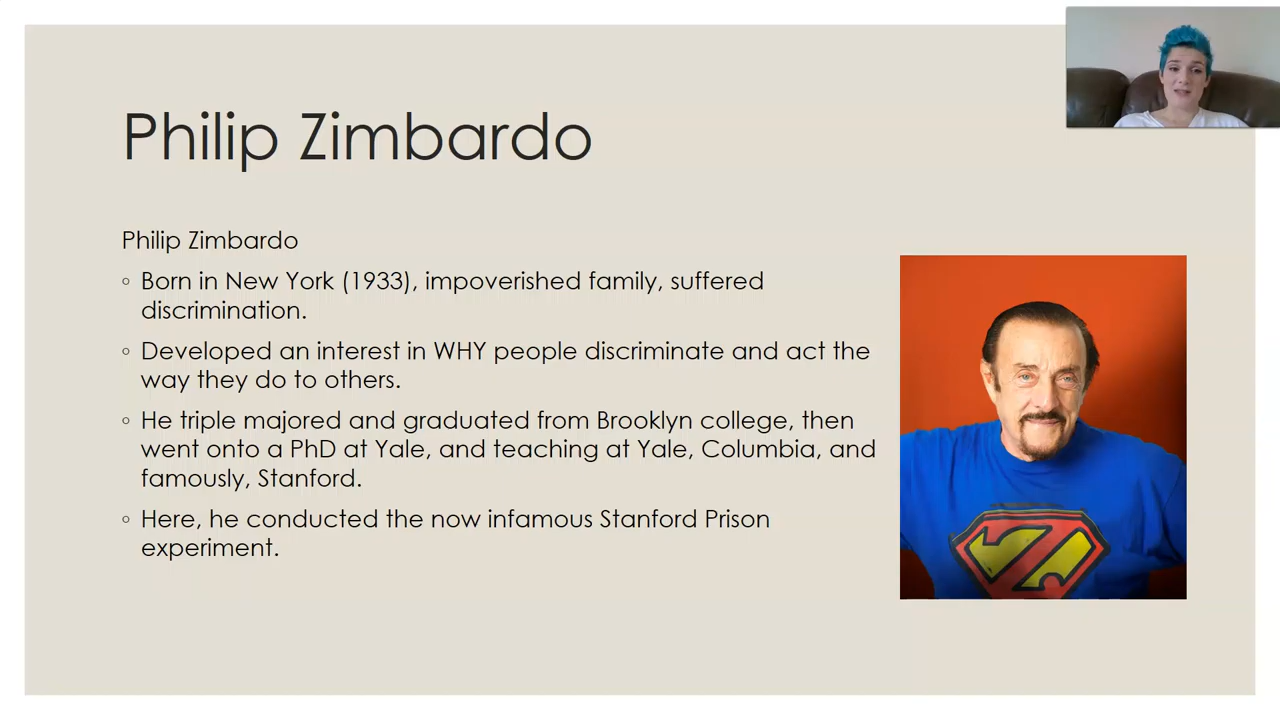 Philip Zimbardo
Philip Zimbardo
◦ Born in New York (1933), impoverished family, suffered
discrimination.
◦ Developed an interest in WHY people discriminate and act the
way they do to others.
◦ He triple majored and graduated from Brooklyn college, then
went onto a PhD at Yale, and teaching at Yale, Columbia, and
famously, Stanford.
◦ Here, he conducted the now infamous Stanford Prison
experiment.
Z